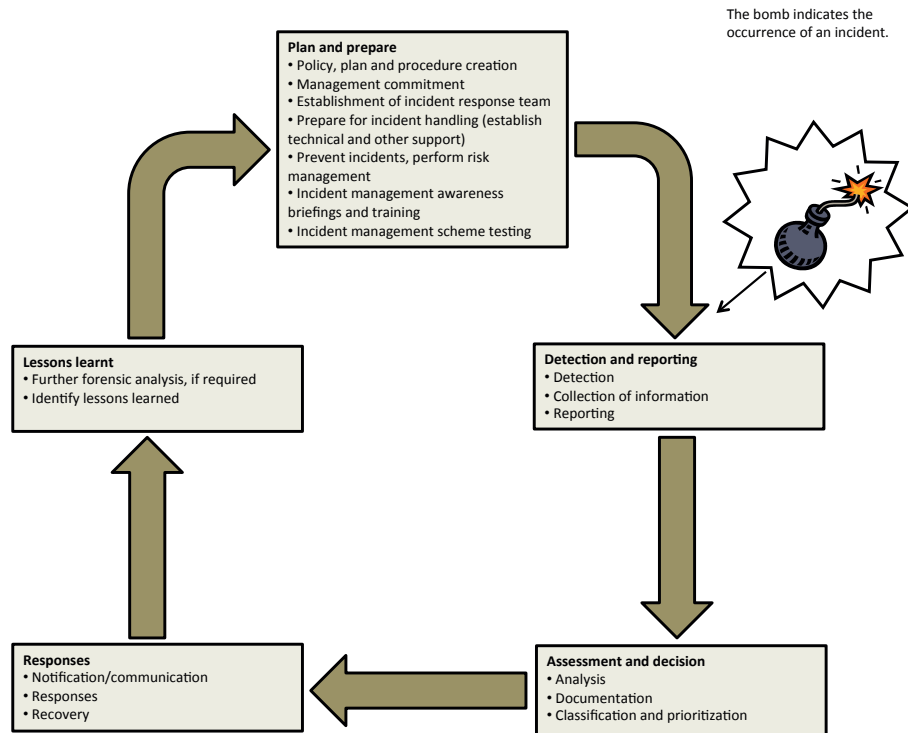 The bomb indicates the
occurrence of an incident.
Plan and prepare
• Policy, plan and procedure creation
• Management commitment
• Establishment of incident response team
• Prepare for incident handling (establish
technical and other support)
• Prevent incidents, perform risk
management
• Incident management awareness
briefings and training
• Incident management scheme testing
Detection and reporting
• Detection
• Collection of information
• Reporting
Assessment and decision
• Analysis
• Documentation
• Classification and prioritization
Responses
• Notification/communication
• Responses
• Recovery
Lessons learnt
• Further forensic analysis, if required
• Identify lessons learned